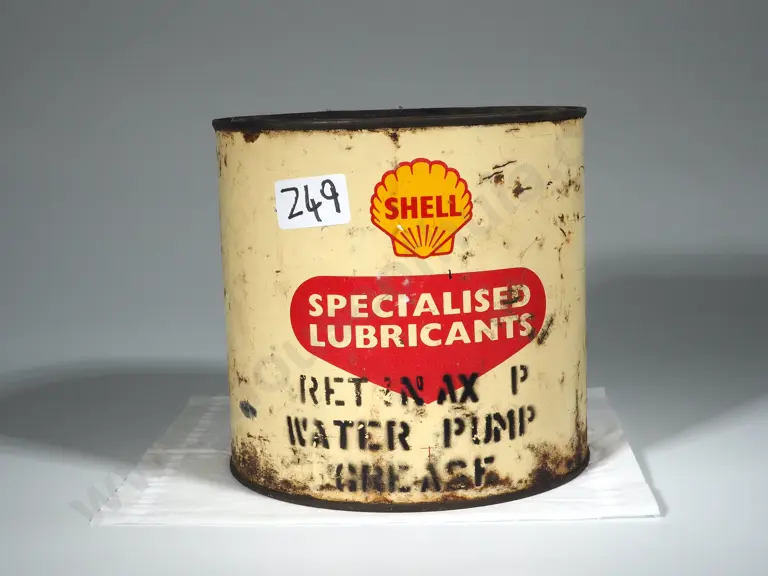 249
SHELL
SPECIALISED
LUBRICANTS
RETINAX P
WATER PUMP
GREASE